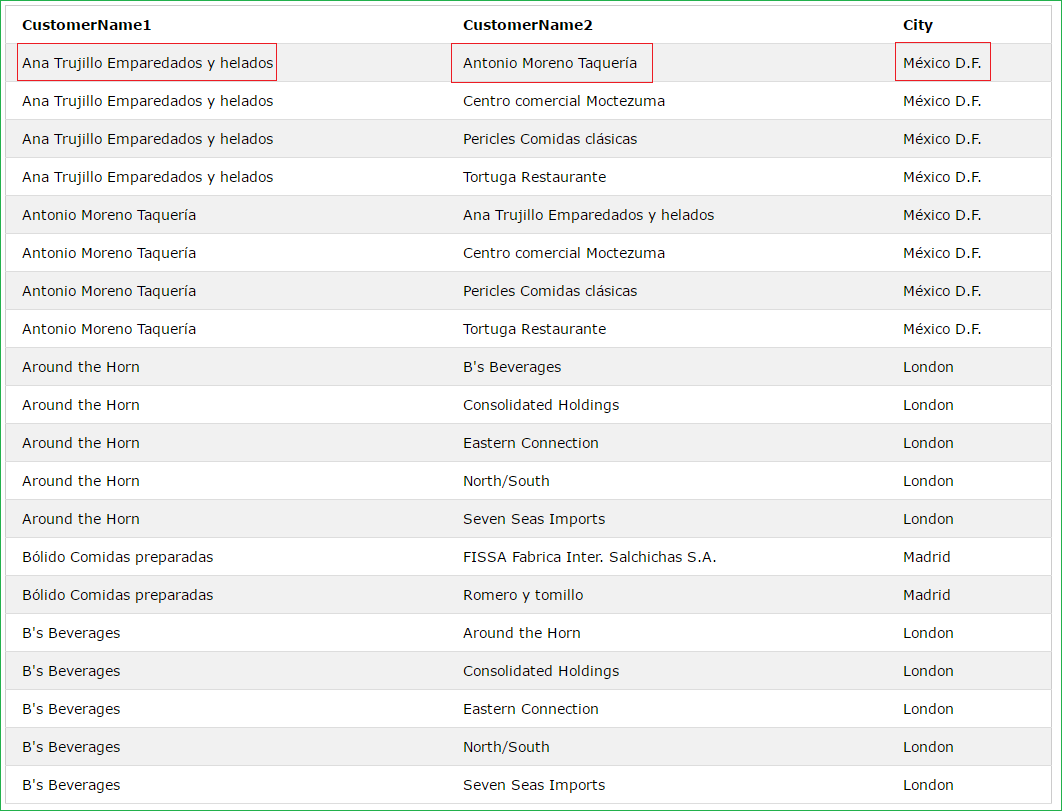 CustomerName1 CustomerName2 City
Ana Trujillo Emparedados y helados Antonio Moreno Taquería México D.F.
Ana Trujillo Emparedados y helados Centro comercial Moctezuma México D.F.
Ana Trujillo Emparedados y helados Pericles Comidas clásicas México D.F.
Ana Trujillo Emparedados y helados Tortuga Restaurante México D.F.
Antonio Moreno Taquería Ana Trujillo Emparedados y helados México D.F.
Antonio Moreno Taquería Centro comercial Moctezuma México D.F.
Antonio Moreno Taquería Pericles Comidas clásicas México D.F.
Antonio Moreno Taquería Tortuga Restaurante México D.F.
Around the Horn B's Beverages London
Around the Horn Consolidated Holdings London
Around the Horn Eastern Connection London
Around the Horn North/South London
Around the Horn Seven Seas Imports London
Bólido Comidas preparadas FISSA Fabrica Inter. Salchichas S.A. Madrid
Bólido Comidas preparadas Romero y tomillo Madrid
B's Beverages Around the Horn London
B's Beverages Consolidated Holdings London
B's Beverages Eastern Connection London
B's Beverages North/South London
B's Beverages Seven Seas Imports London